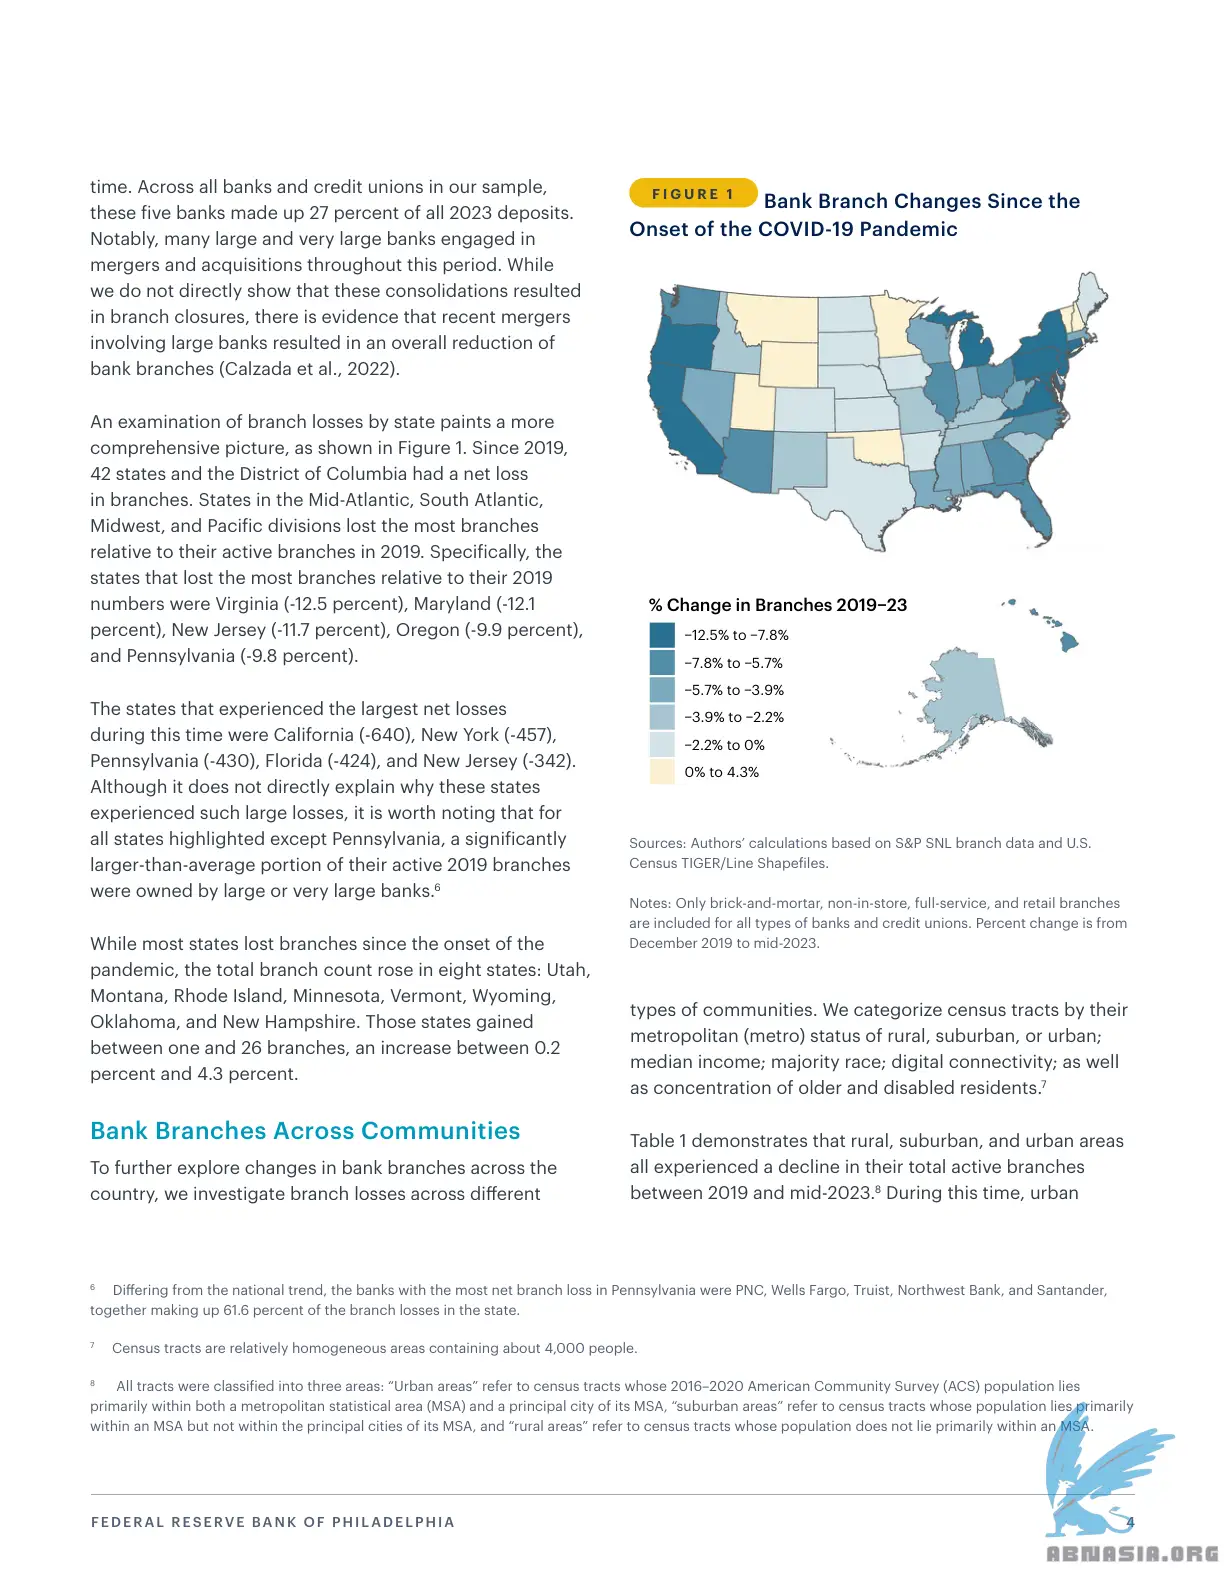 time. Across all banks and credit unions in our sample,
these five banks made up 27 percent of all 2023 deposits.
Notably, many large and very large banks engaged in
mergers and acquisitions throughout this period. While
we do not directly show that these consolidations resulted
in branch closures, there is evidence that recent mergers
involving large banks resulted in an overall reduction of
bank branches (Calzada et al., 2022).
An examination of branch losses by state paints a more
comprehensive picture, as shown in Figure 1. Since 2019,
42 states and the District of Columbia had a net loss
in branches. States in the Mid-Atlantic, South Atlantic,
Midwest, and Pacific divisions lost the most branches
relative to their active branches in 2019. Specifically, the
states that lost the most branches relative to their 2019
numbers were Virginia (-12.5 percent), Maryland (-12.1
percent), New Jersey (-11.7 percent), Oregon (-9.9 percent),
and Pennsylvania (-9.8 percent).
The states that experienced the largest net losses
during this time were California (-640), New York (-457),
Pennsylvania (-430), Florida (-424), and New Jersey (-342).
Although it does not directly explain why these states
experienced such large losses, it is worth noting that for
all states highlighted except Pennsylvania, a significantly
larger-than-average portion of their active 2019 branches
were owned by large or very large banks.⁶
While most states lost branches since the onset of the
pandemic, the total branch count rose in eight states: Utah,
Montana, Rhode Island, Minnesota, Vermont, Wyoming,
Oklahoma, and New Hampshire. Those states gained
between one and 26 branches, an increase between 0.2
percent and 4.3 percent.
Bank Branches Across Communities
To further explore changes in bank branches across the
country, we investigate branch losses across different
FIGURE 1 Bank Branch Changes Since the
Onset of the COVID-19 Pandemic
% Change in Branches 2019–23
−12.5% to −7.8%
−7.8% to −5.7%
−5.7% to −3.9%
−3.9% to −2.2%
−2.2% to 0%
0% to 4.3%
Sources: Authors’ calculations based on S&P SNL branch data and U.S.
Census TIGER/Line Shapefiles.
Notes: Only brick-and-mortar, non-in-store, full-service, and retail branches
are included for all types of banks and credit unions. Percent change is from
December 2019 to mid-2023.
types of communities. We categorize census tracts by their
metropolitan (metro) status of rural, suburban, or urban;
median income; majority race; digital connectivity; as well
as concentration of older and disabled residents.⁷
Table 1 demonstrates that rural, suburban, and urban areas
all experienced a decline in their total active branches
between 2019 and mid-2023.⁸ During this time, urban
⁶ Differing from the national trend, the banks with the most net branch loss in Pennsylvania were PNC, Wells Fargo, Truist, Northwest Bank, and Santander,
together making up 61.6 percent of the branch losses in the state.
⁷ Census tracts are relatively homogeneous areas containing about 4,000 people.
⁸ All tracts were classified into three areas: “Urban areas” refer to census tracts whose 2016–2020 American Community Survey (ACS) population lies
primarily within both a metropolitan statistical area (MSA) and a principal city of its MSA, “suburban areas” refer to census tracts whose population lies primarily
within an MSA but not within the principal cities of its MSA, and “rural areas” refer to census tracts whose population does not lie primarily within an MSA.
FEDERAL RESERVE BANK OF PHILADELPHIA
4
ABNASIA.ORG